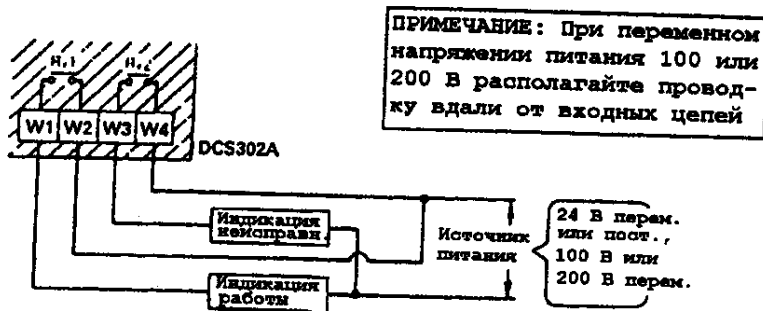 ПРИМЕЧАНИЕ: При переменном
напряжении питания 100 или
200 В располагайте провод-
ку вдали от входных цепей
W1 W2 W3 W4
DCS302A
Индикация
неисправн.
Индикация
работы
Источник
питания
24 В перем.
или пост.,
100 В или
200 В перем.